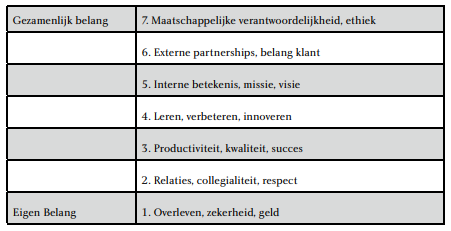 Gezamenlijk belang 7. Maatschappelijke verantwoordelijkheid, ethiek
6. Externe partnerships, belang klant
5. Interne betekenis, missie, visie
4. Leren, verbeteren, innoveren
3. Productiviteit, kwaliteit, succes
2. Relaties, collegialiteit, respect
Eigen Belang 1. Overleven, zekerheid, geld